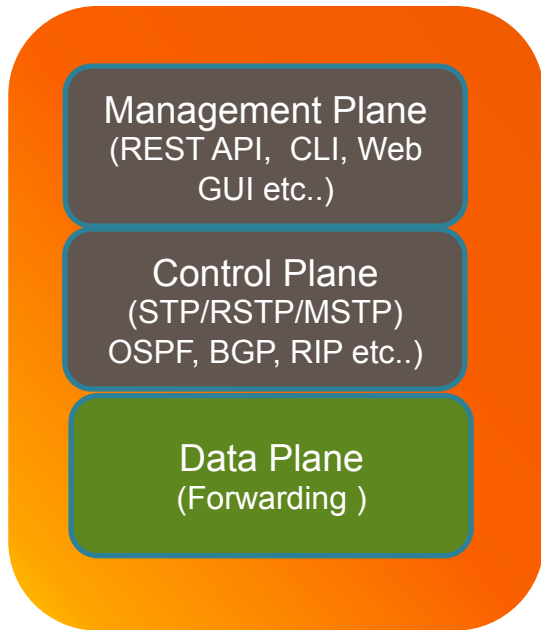 Management Plane
(REST API, CLI, Web
GUI etc..)
Control Plane
(STP/RSTP/MSTP)
OSPF, BGP, RIP etc..)
Data Plane
(Forwarding )